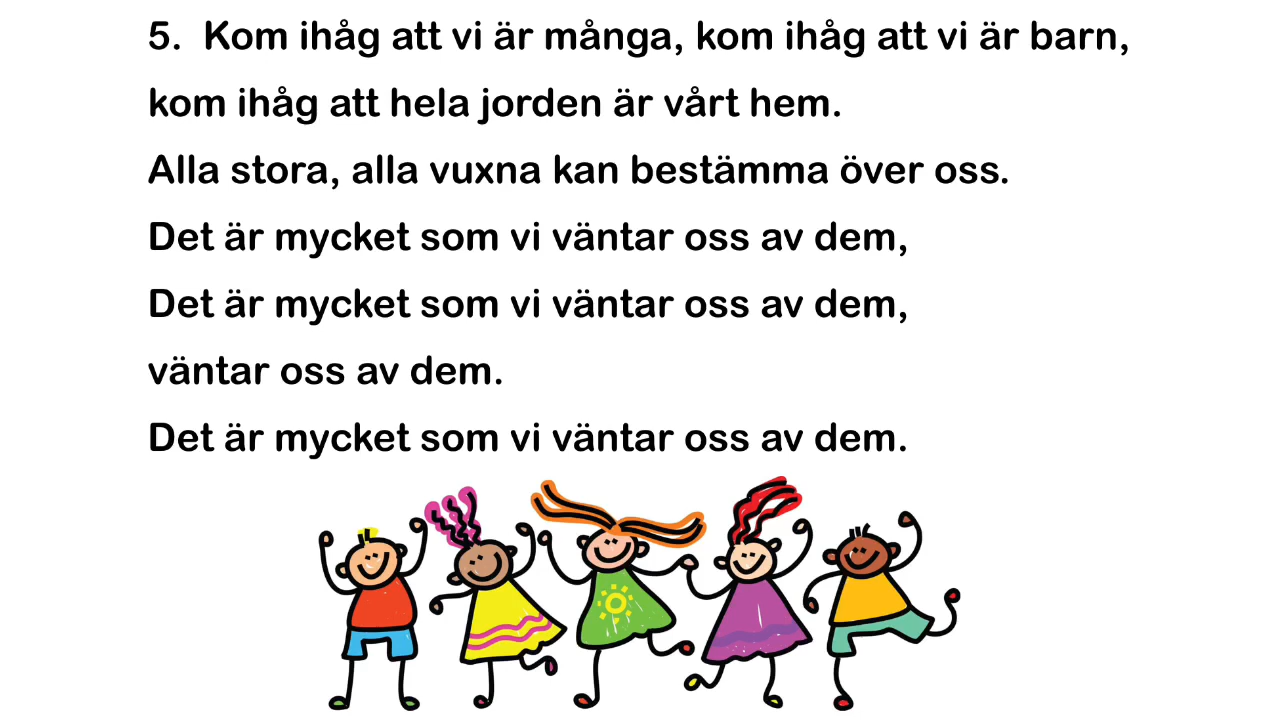 5. Kom ihåg att vi är många, kom ihåg att vi är barn,
kom ihåg att hela jorden är vårt hem.
Alla stora, alla vuxna kan bestämma över oss.
Det är mycket som vi väntar oss av dem,
Det är mycket som vi väntar oss av dem,
väntar oss av dem.
Det är mycket som vi väntar oss av dem.